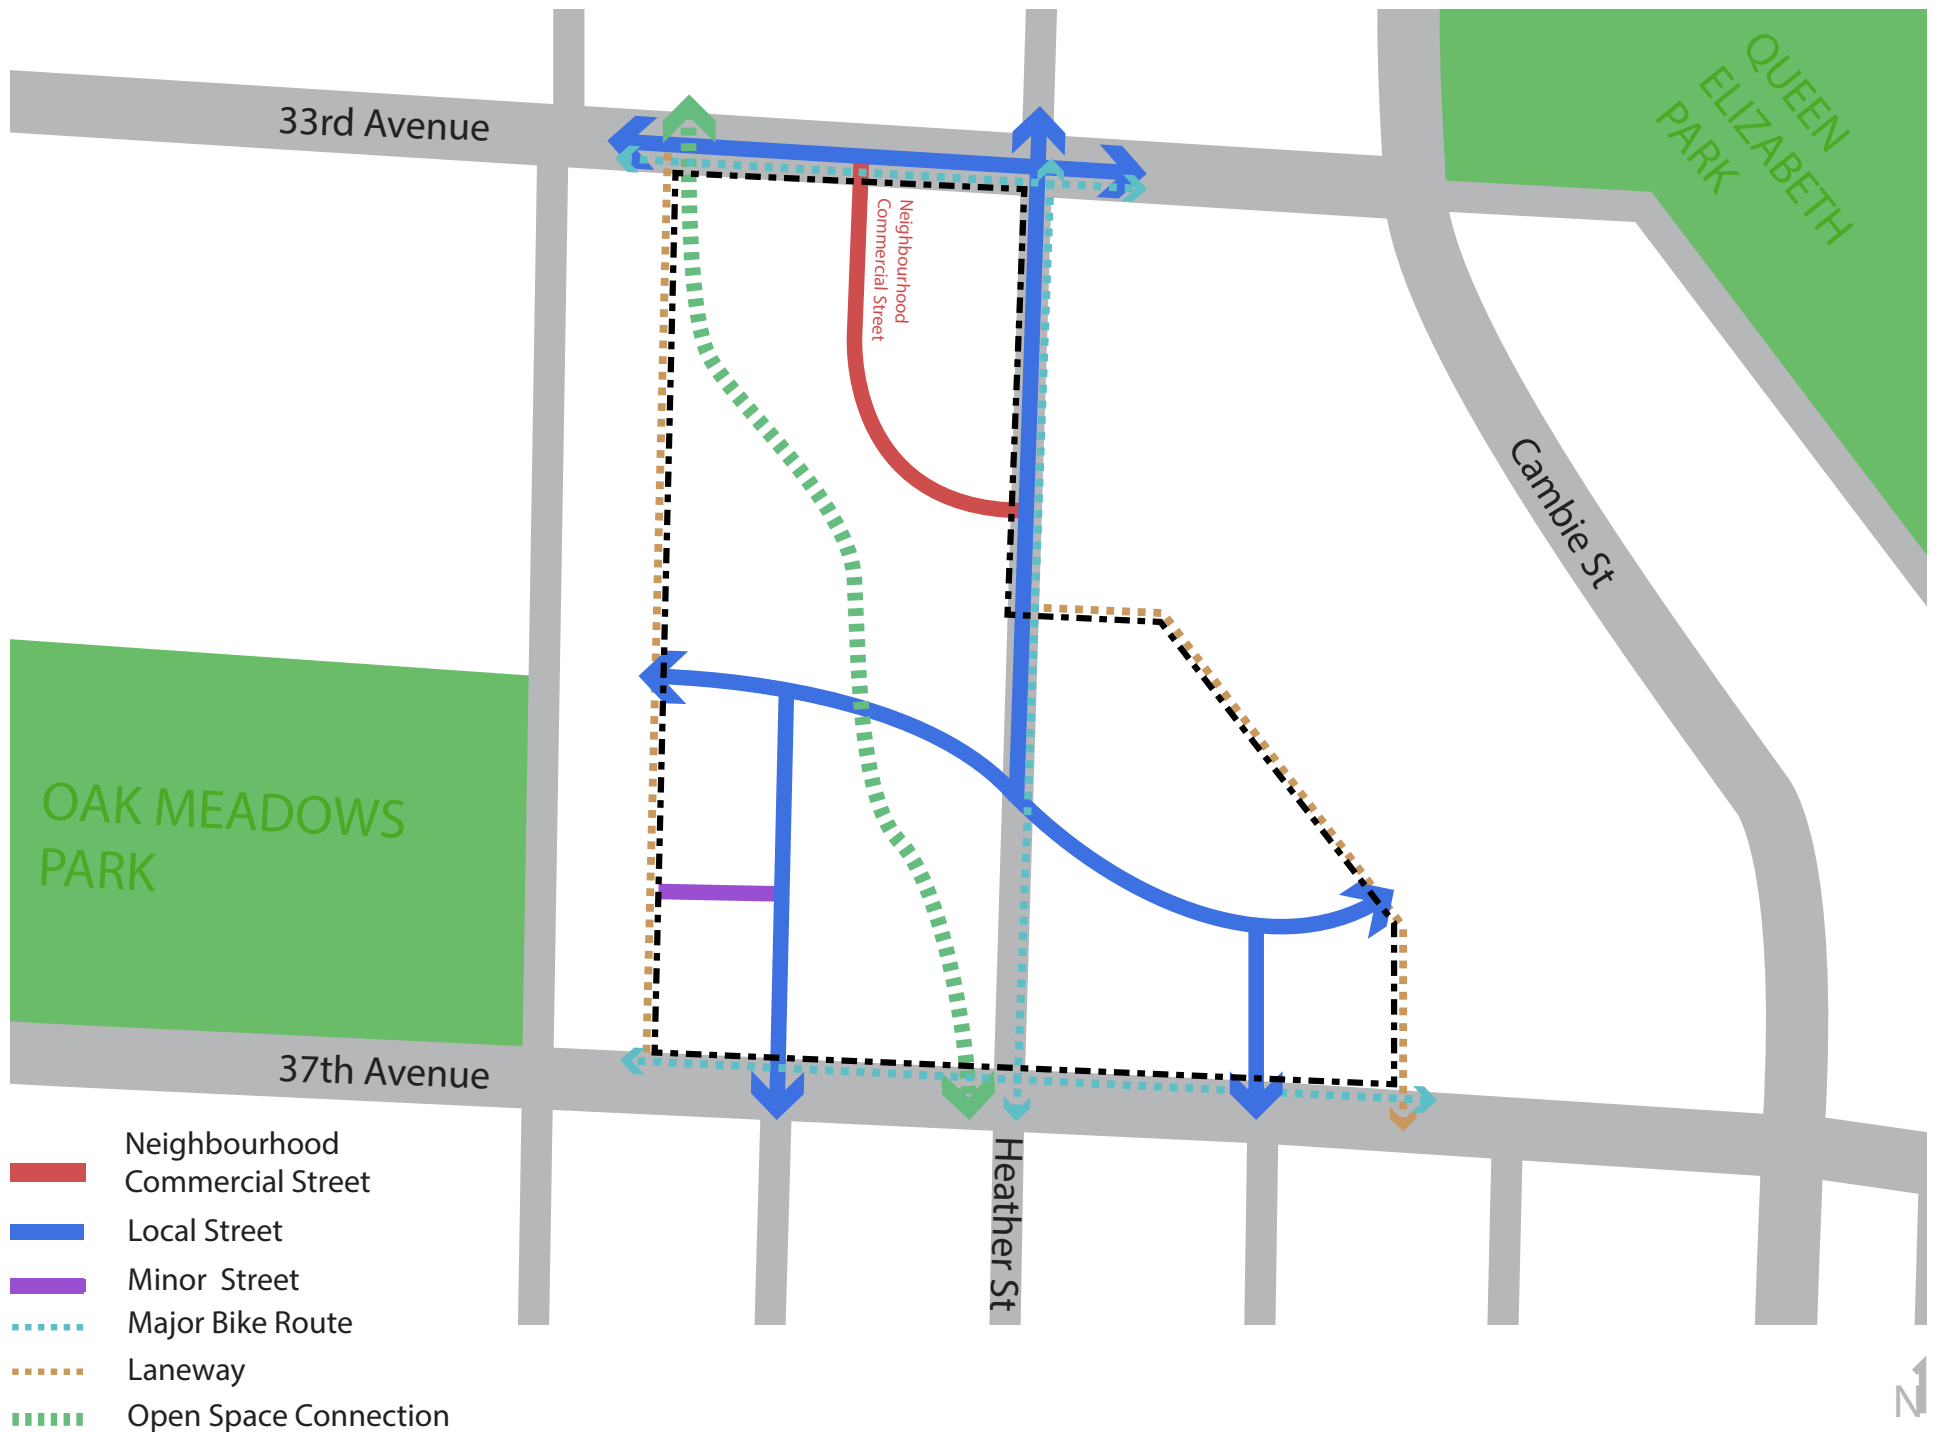 QUEEN
ELIZABETH
PARK
33rd Avenue
Neighbourhood
Commercial Street
Cambie St
OAK MEADOWS
PARK
37th Avenue
Heather St
Neighbourhood
Commercial Street
Local Street
Minor  Street
Major Bike Route
Laneway
Open Space Connection
N